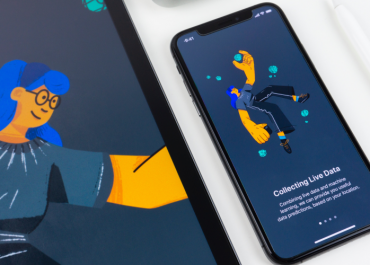 Collecting Live Data
Combining live data and machine
learning, we can provide you useful
data predictions, based on your location.